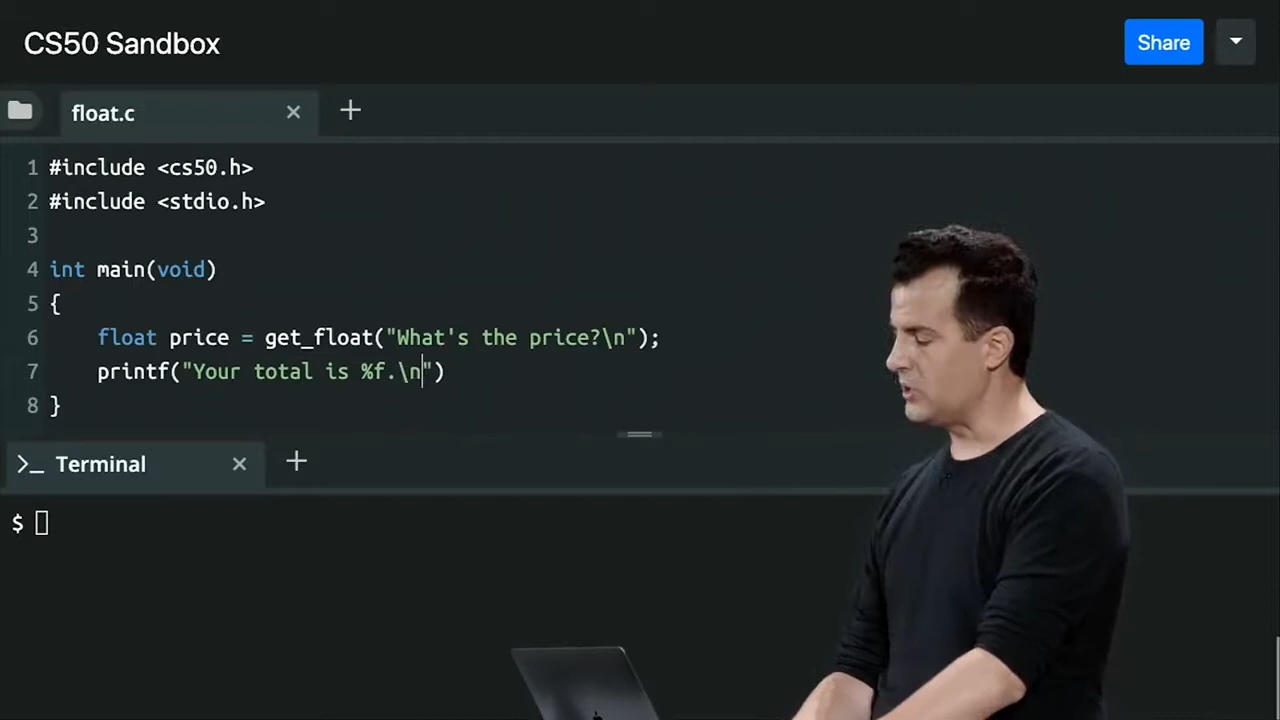 CS50 Sandbox
Share
float.c
1 #include <cs50.h>
2 #include <stdio.h>
3
4 int main(void)
5 {
6     float price = get_float("What's the price?\n");
7     printf("Your total is %f.\n")
8 }
>_ Terminal
$